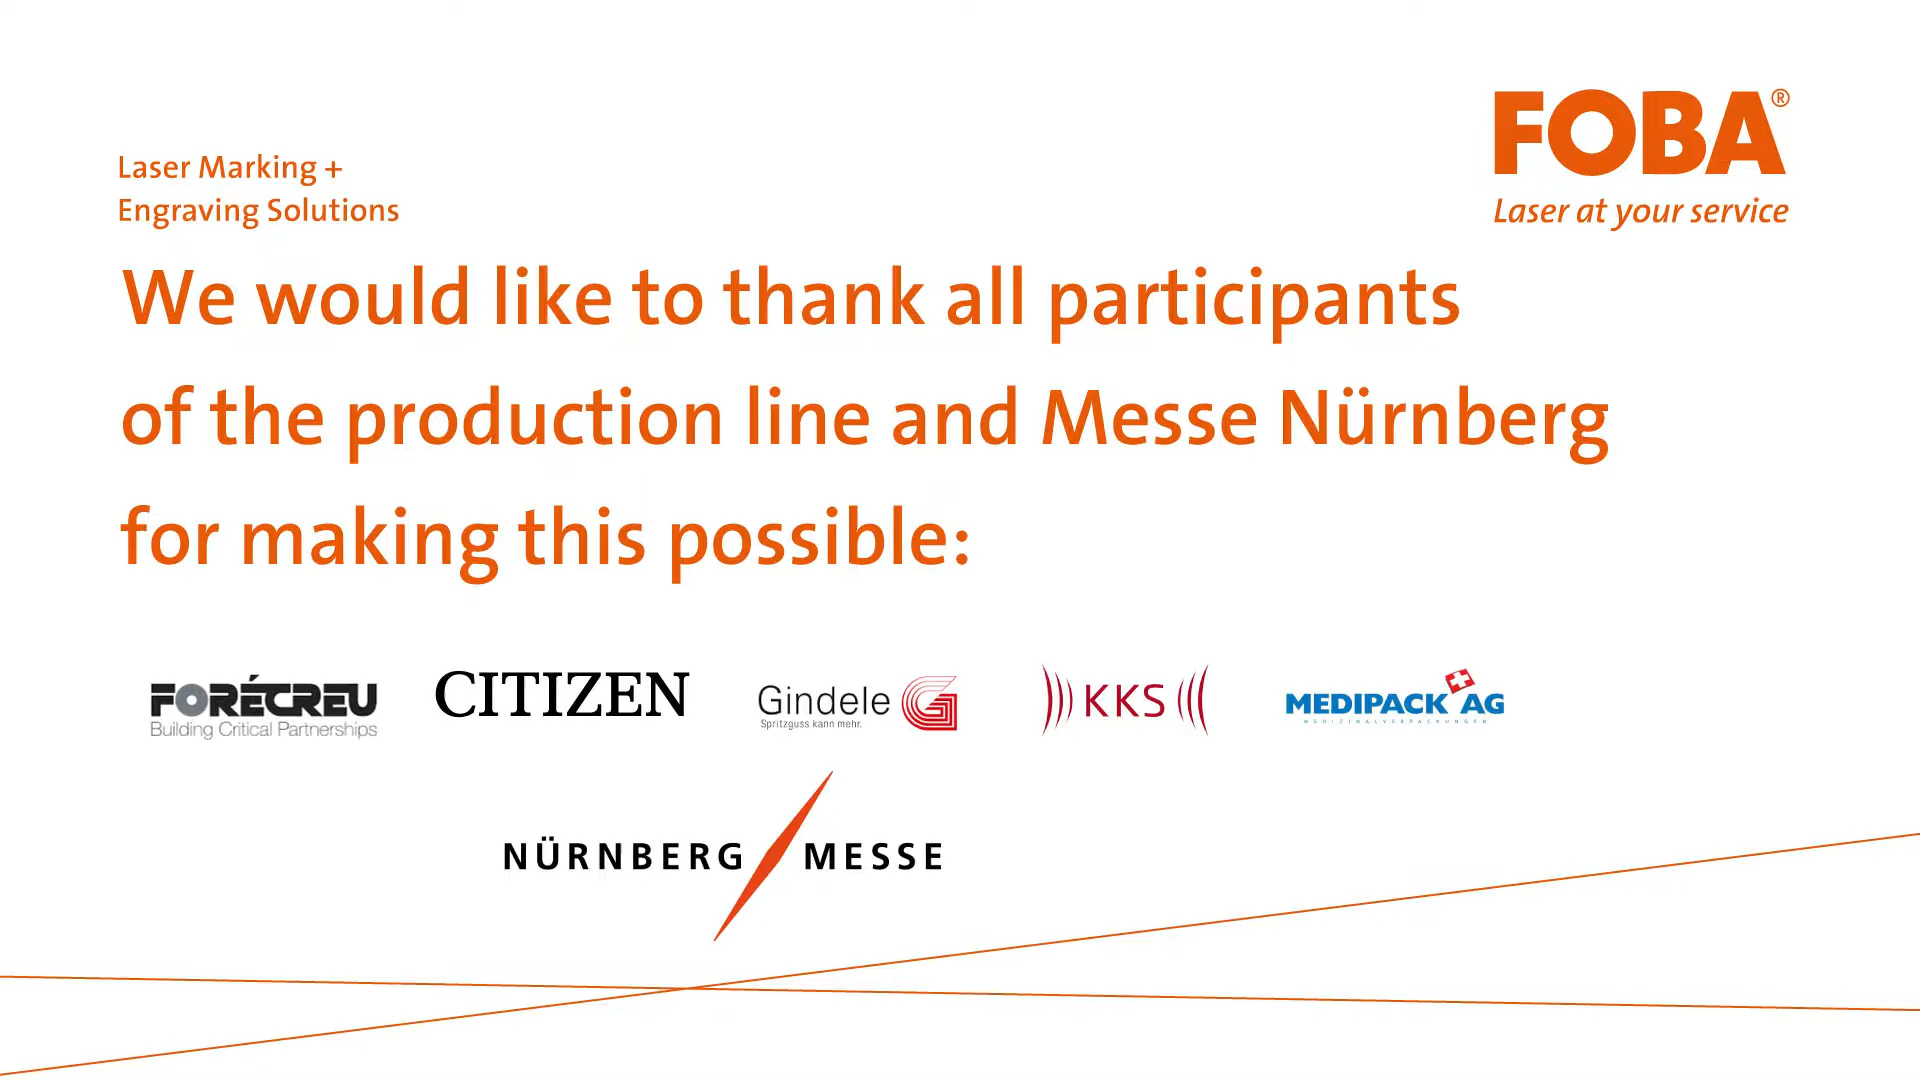 Laser Marking +
Engraving Solutions
FOBA®
Laser at your service
We would like to thank all participants
of the production line and Messe Nürnberg
for making this possible:
FORÉCREU
Building Critical Partnerships
CITIZEN
Gindele
Spritzguss kann mehr.
KKS
MEDIPACK AG
MEDIZINALVERPACKUNGEN
NÜRNBERG MESSE